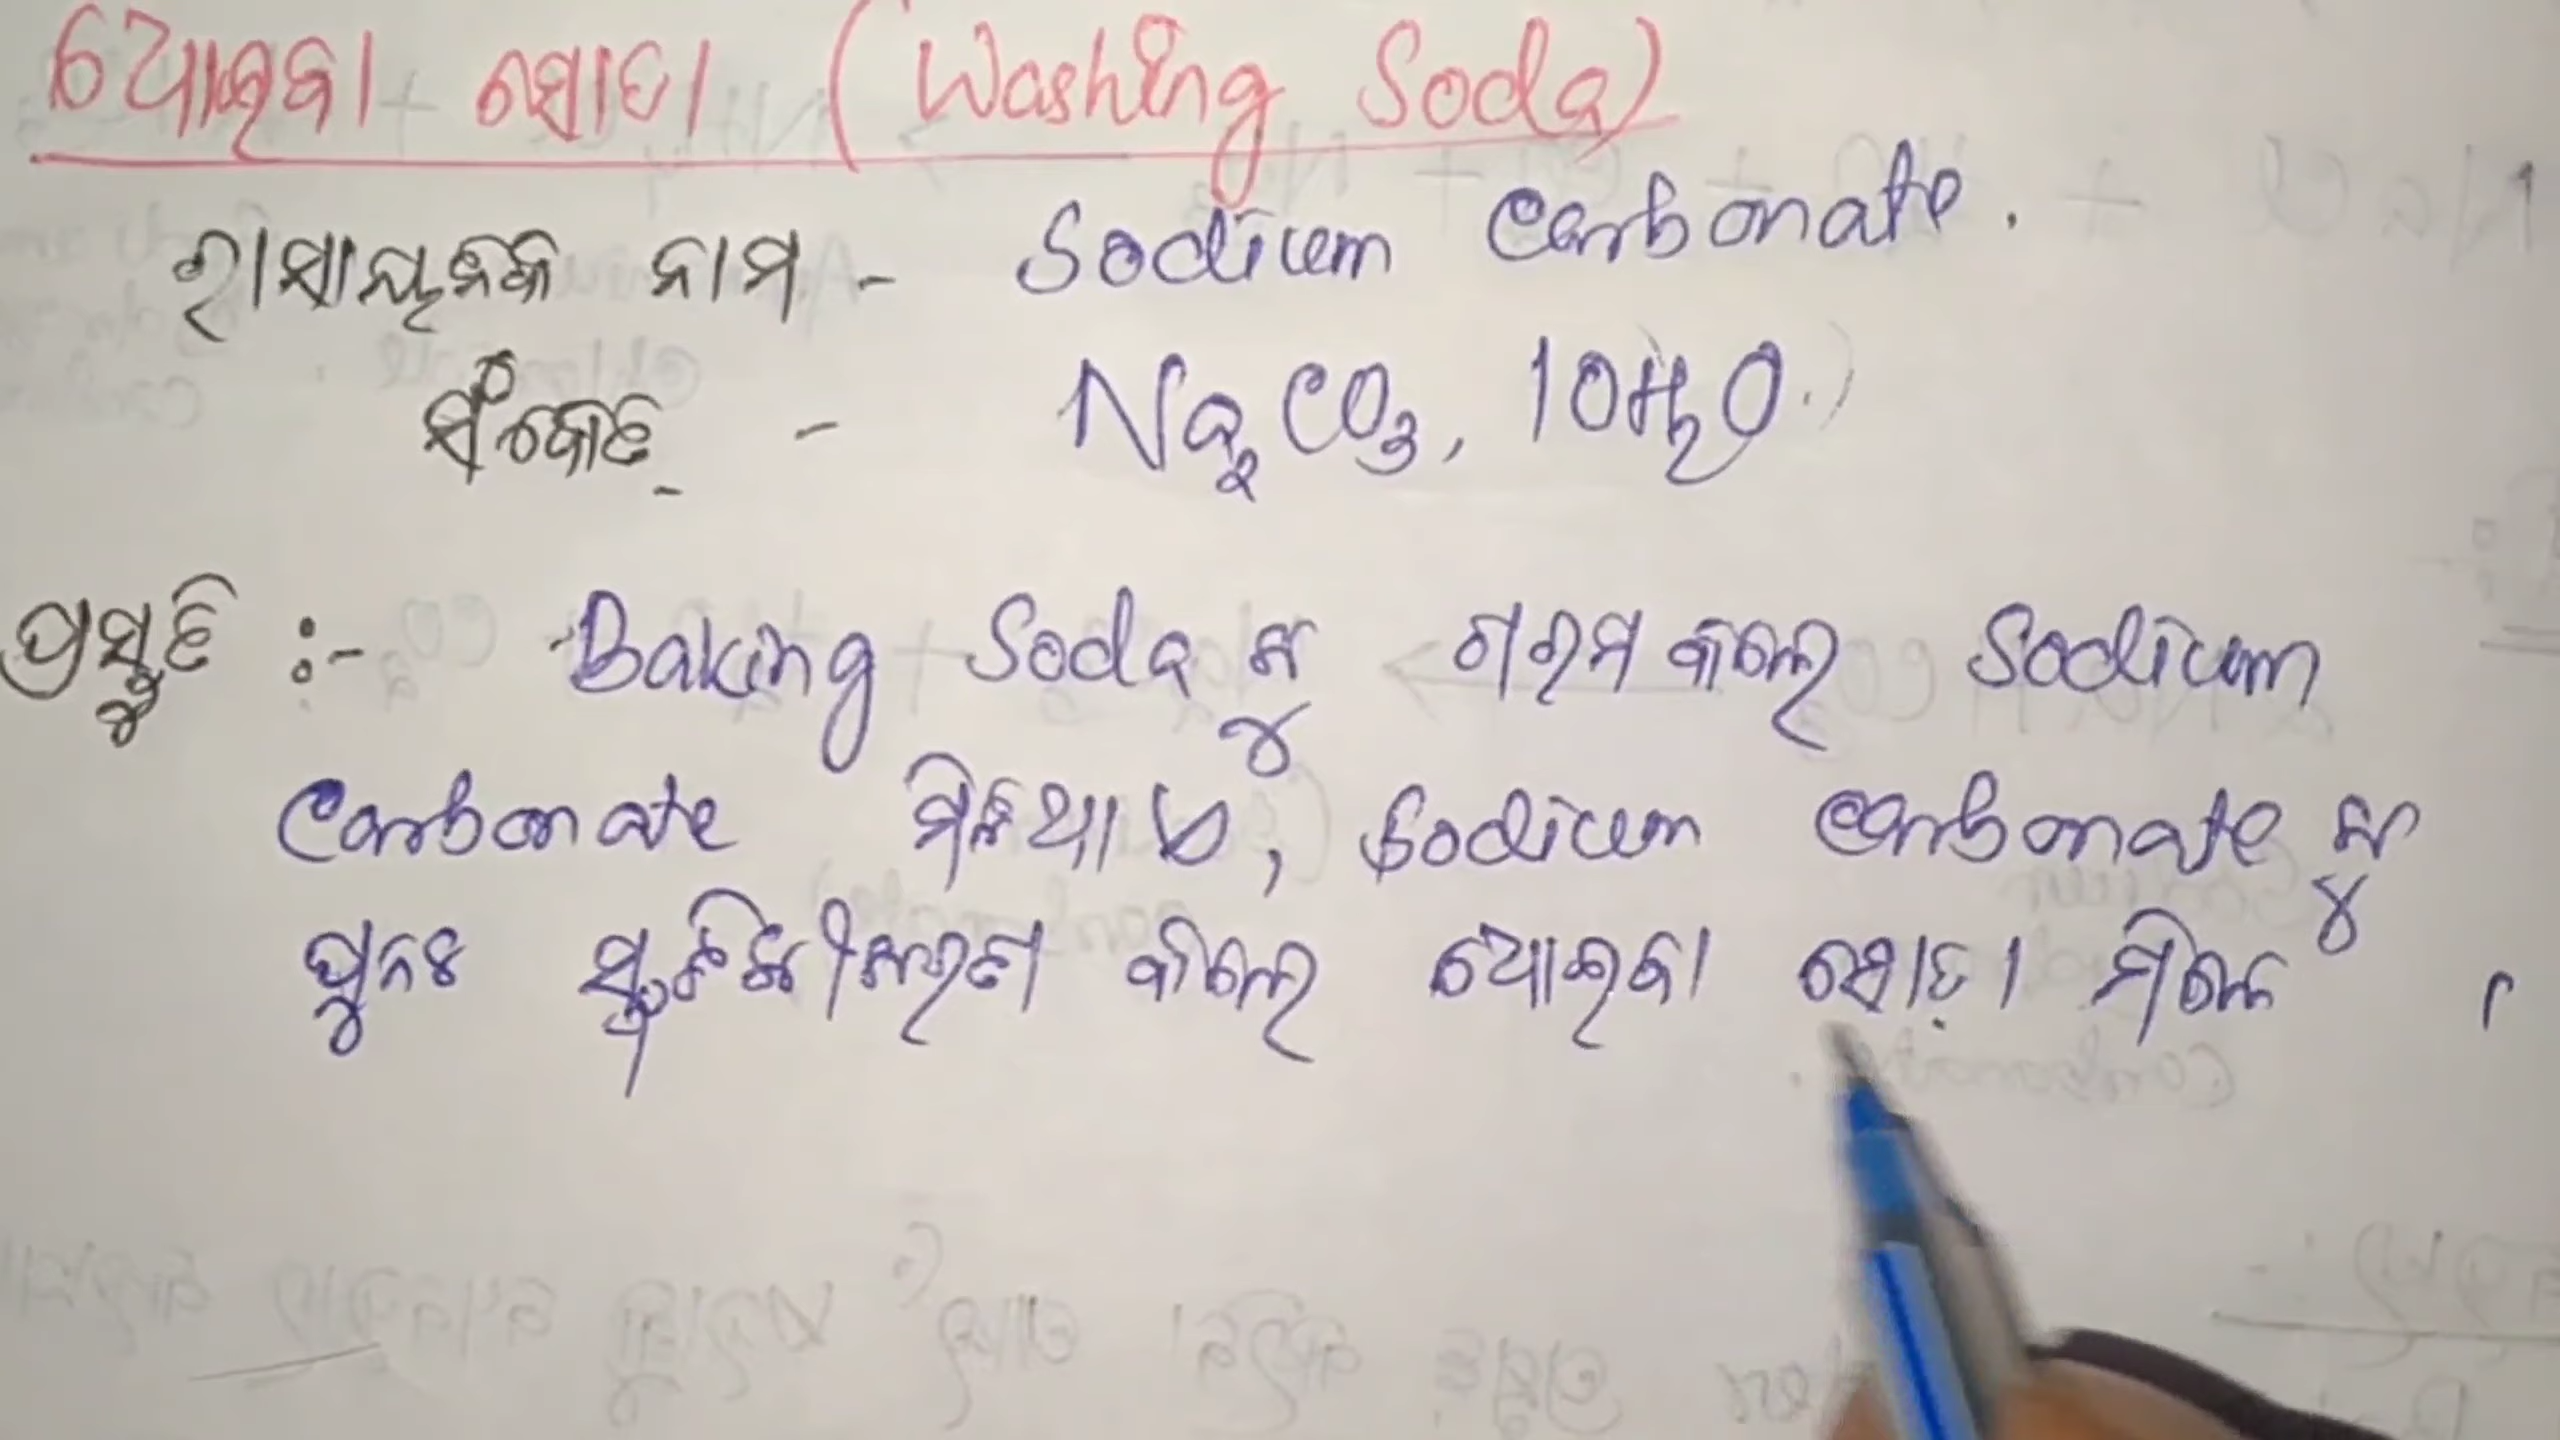 ଧୋଇବା ସୋଡା (Washing Soda)
ରାସାୟନିକ ନାମ - Sodium Carbonate.
ସଂକେତ - Na₂CO₃, 10H₂O
ପ୍ରସ୍ତୁତି :- Baking Soda କୁ ଗରମ କଲେ Sodium
Carbonate ମିଳିଥାଏ, Sodium Carbonate କୁ
ପୁନଃ ସ୍ଫଟିକୀକରଣ କଲେ ଧୋଇବା ସୋଡ଼ା ମିଳେ ।